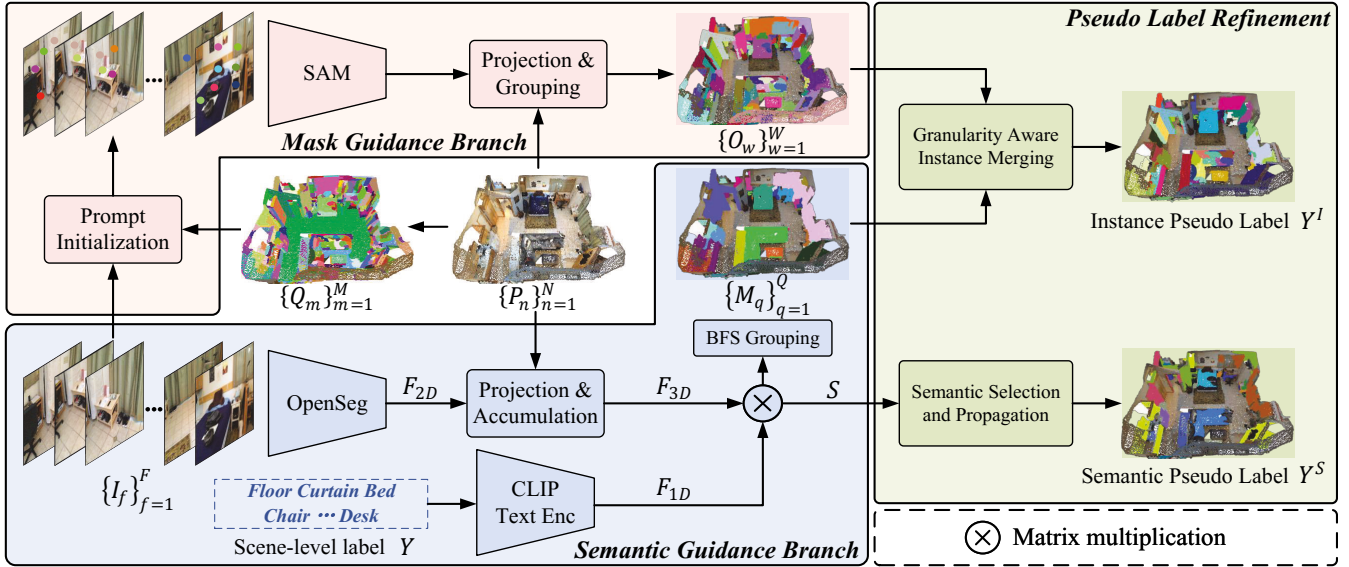 SAM
Projection &
Grouping
Mask Guidance Branch
{O_w}_{w=1}^W
Pseudo Label Refinement
Granularity Aware
Instance Merging
Instance Pseudo Label Y^I
Prompt
Initialization
{Q_m}_{m=1}^M
{P_n}_{n=1}^N
{M_q}_{q=1}^Q
BFS Grouping
OpenSeg
F_{2D}
Projection &
Accumulation
F_{3D}
S
Semantic Selection
and Propagation
Semantic Pseudo Label Y^S
{I_f}_{f=1}^F
Floor Curtain Bed
Chair ··· Desk
Scene-level label Y
CLIP
Text Enc
F_{1D}
Semantic Guidance Branch
Matrix multiplication